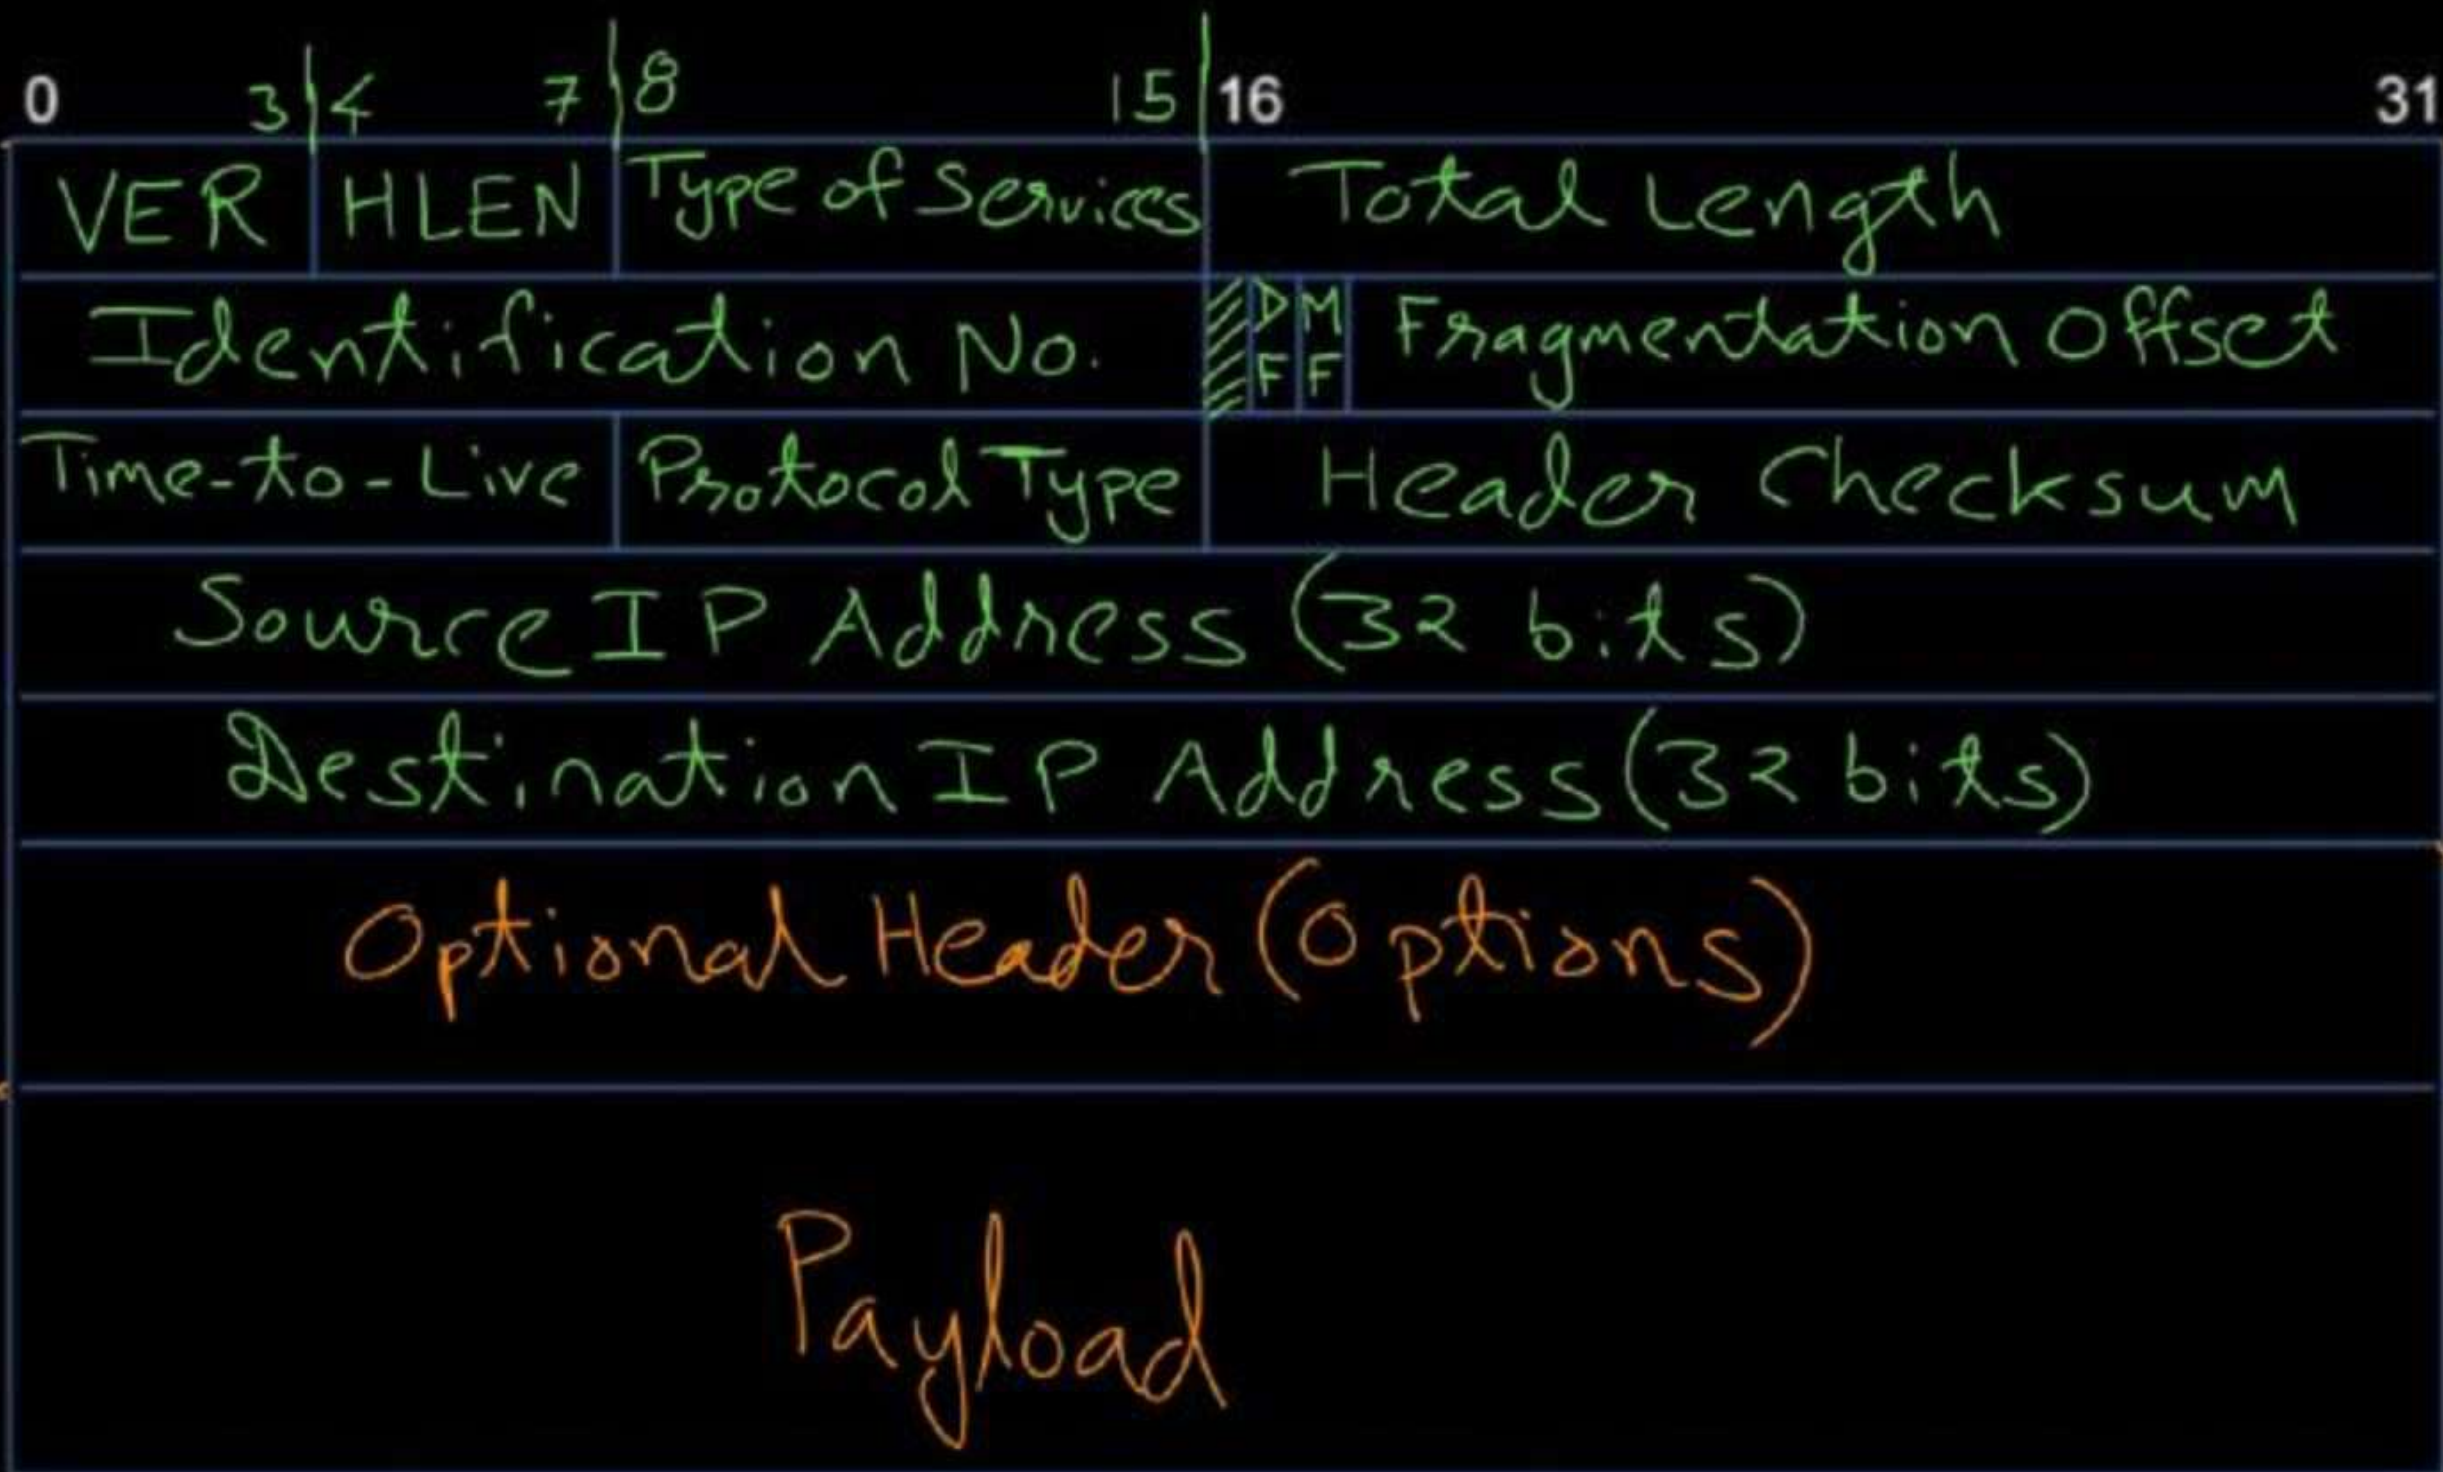 0 3 4 7 8 15 16 31
VER HLEN Type of Services Total Length
Identification No. DF MF Fragmentation Offset
Time-to-Live Protocol Type Header Checksum
Source IP Address (32 bits)
Destination IP Address (32 bits)
Optional Header (Options)
Payload